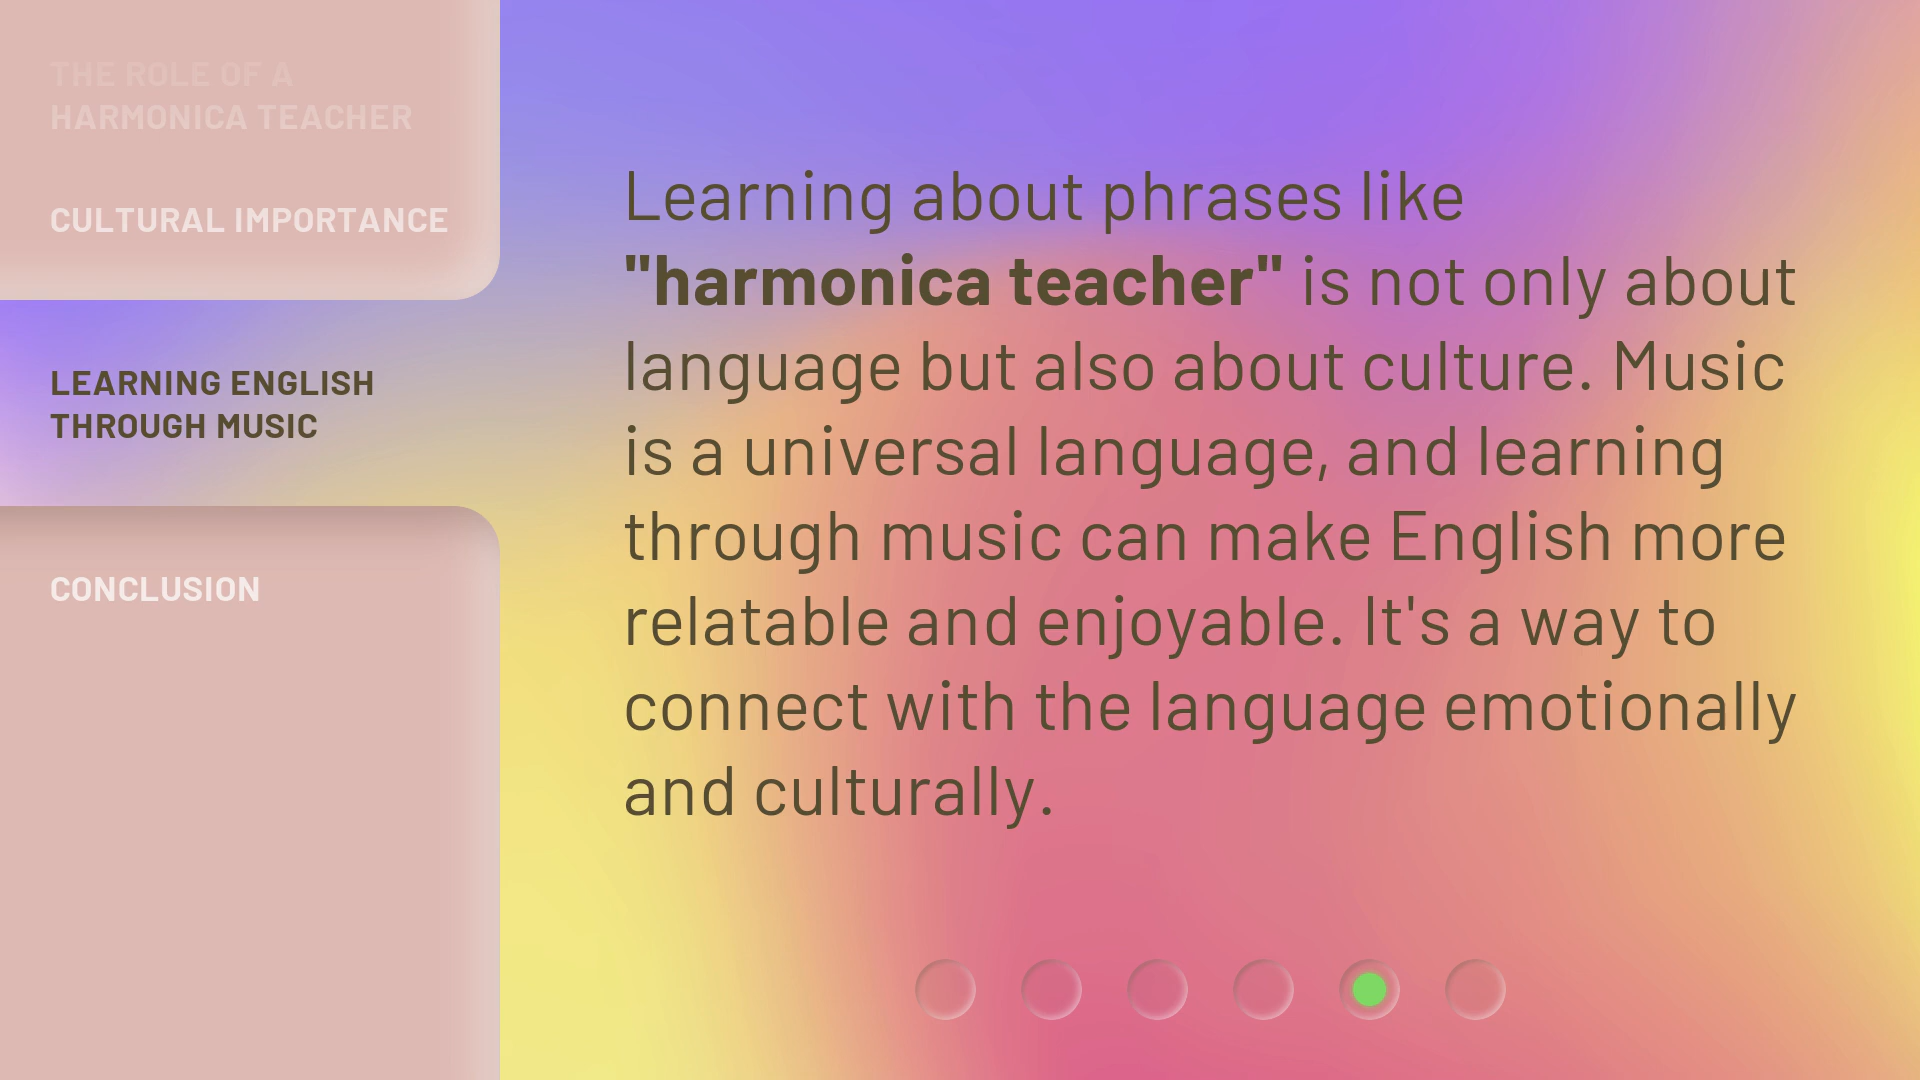 THE ROLE OF A
HARMONICA TEACHER
CULTURAL IMPORTANCE
LEARNING ENGLISH
THROUGH MUSIC
CONCLUSION
Learning about phrases like
"harmonica teacher" is not only about
language but also about culture. Music
is a universal language, and learning
through music can make English more
relatable and enjoyable. It's a way to
connect with the language emotionally
and culturally.